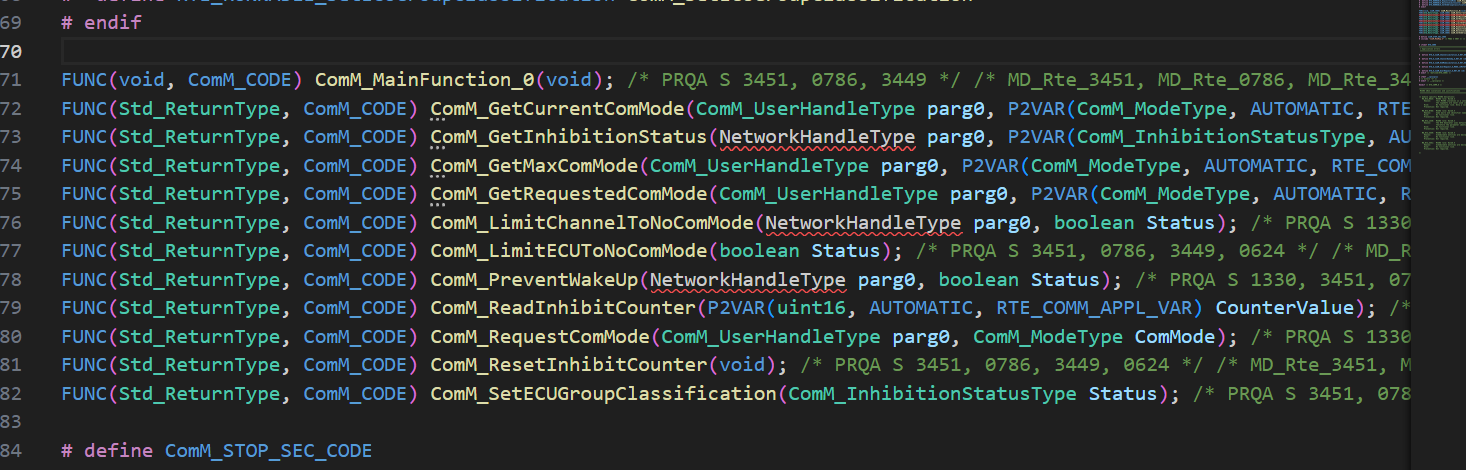 69 # endif
70
71 FUNC(void, ComM_CODE) ComM_MainFunction_0(void); /* PRQA S 3451, 0786, 3449 */ /* MD_Rte_3451, MD_Rte_0786, MD_Rte_34
72 FUNC(Std_ReturnType, ComM_CODE) ComM_GetCurrentComMode(ComM_UserHandleType parg0, P2VAR(ComM_ModeType, AUTOMATIC, RTE
73 FUNC(Std_ReturnType, ComM_CODE) ComM_GetInhibitionStatus(NetworkHandleType parg0, P2VAR(ComM_InhibitionStatusType, AU
74 FUNC(Std_ReturnType, ComM_CODE) ComM_GetMaxComMode(ComM_UserHandleType parg0, P2VAR(ComM_ModeType, AUTOMATIC, RTE_COM
75 FUNC(Std_ReturnType, ComM_CODE) ComM_GetRequestedComMode(ComM_UserHandleType parg0, P2VAR(ComM_ModeType, AUTOMATIC, R
76 FUNC(Std_ReturnType, ComM_CODE) ComM_LimitChannelToNoComMode(NetworkHandleType parg0, boolean Status); /* PRQA S 1330
77 FUNC(Std_ReturnType, ComM_CODE) ComM_LimitECUToNoComMode(boolean Status); /* PRQA S 3451, 0786, 3449, 0624 */ /* MD_R
78 FUNC(Std_ReturnType, ComM_CODE) ComM_PreventWakeUp(NetworkHandleType parg0, boolean Status); /* PRQA S 1330, 3451, 07
79 FUNC(Std_ReturnType, ComM_CODE) ComM_ReadInhibitCounter(P2VAR(uint16, AUTOMATIC, RTE_COMM_APPL_VAR) CounterValue); /*
80 FUNC(Std_ReturnType, ComM_CODE) ComM_RequestComMode(ComM_UserHandleType parg0, ComM_ModeType ComMode); /* PRQA S 1330
81 FUNC(Std_ReturnType, ComM_CODE) ComM_ResetInhibitCounter(void); /* PRQA S 3451, 0786, 3449, 0624 */ /* MD_Rte_3451, M
82 FUNC(Std_ReturnType, ComM_CODE) ComM_SetECUGroupClassification(ComM_InhibitionStatusType Status); /* PRQA S 3451, 078
83
84 # define ComM_STOP_SEC_CODE